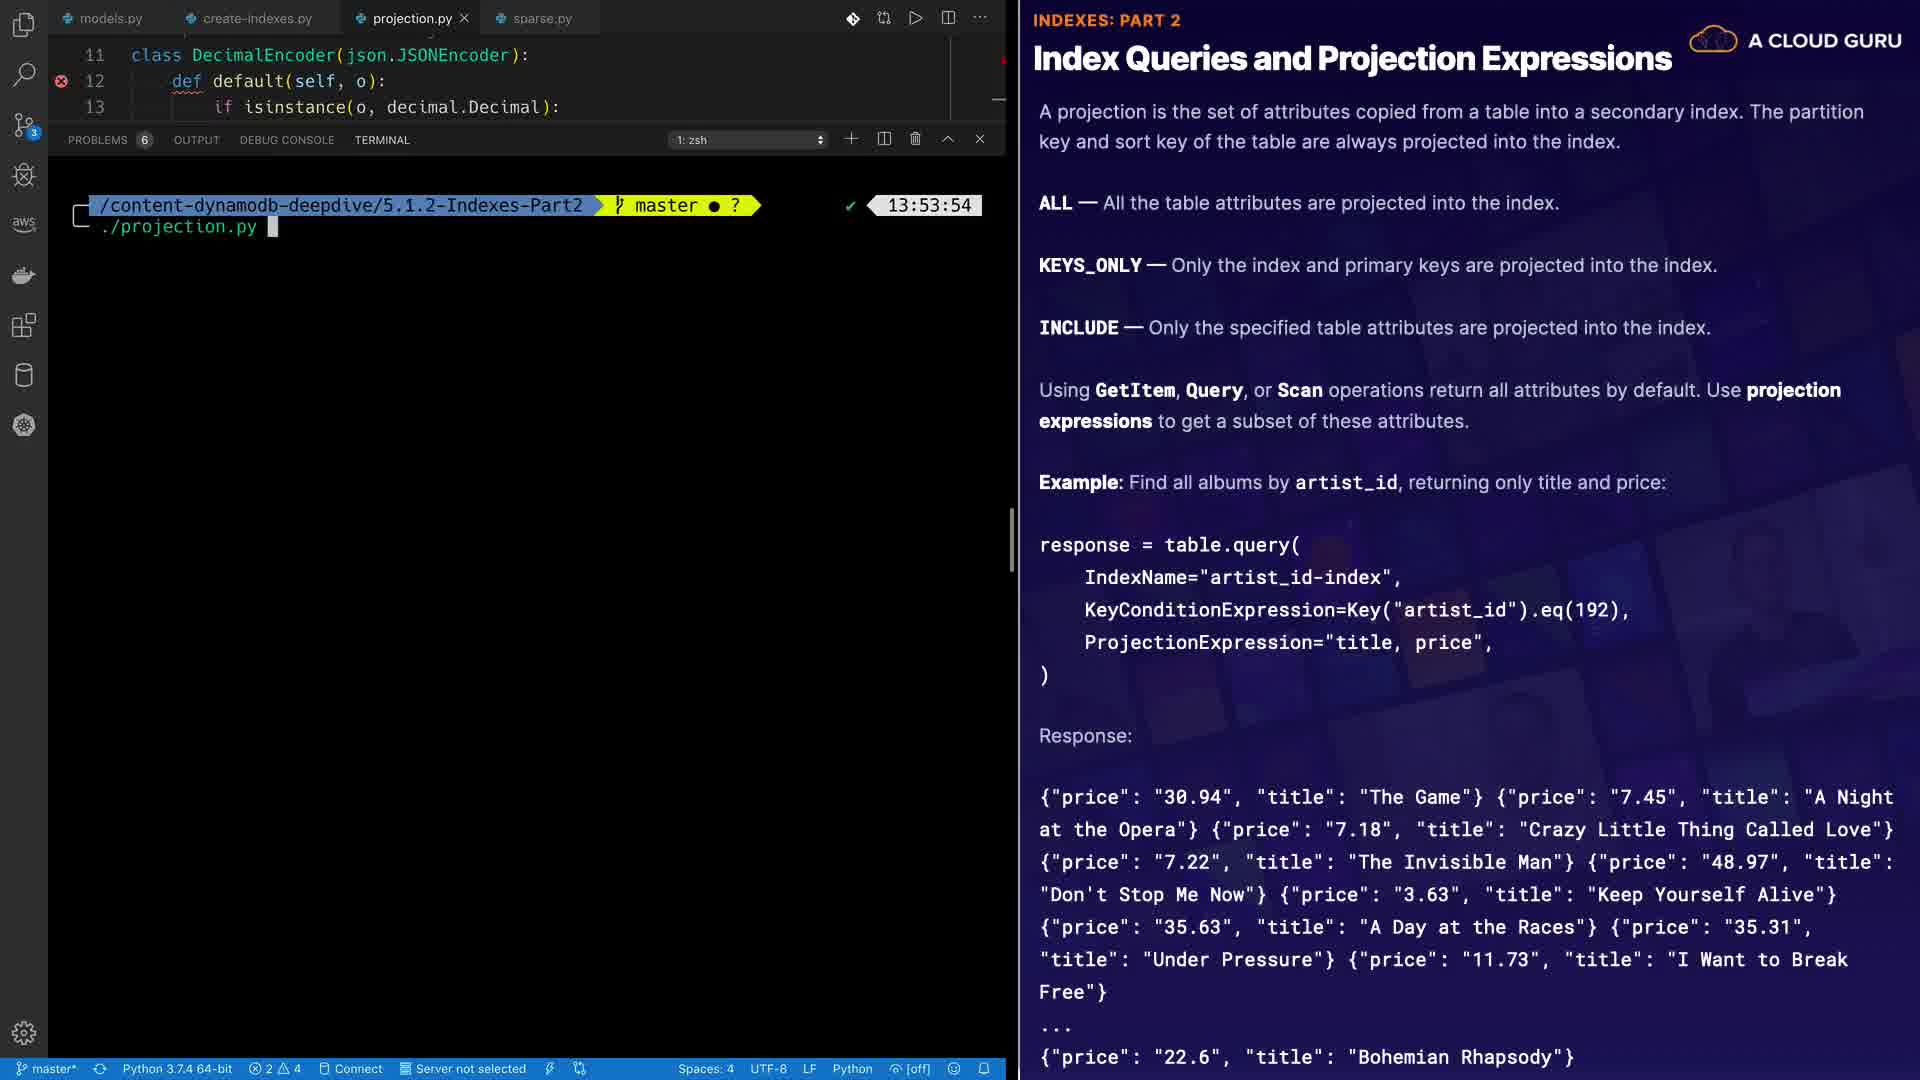 models.py
create-indexes.py
projection.py
sparse.py
11 class DecimalEncoder(json.JSONEncoder):
12 def default(self, o):
13 if isinstance(o, decimal.Decimal):
PROBLEMS 6 OUTPUT DEBUG CONSOLE TERMINAL 1: zsh
/content-dynamodb-deepdive/5.1.2-Indexes-Part2 master ● ? ✔ 13:53:54
./projection.py
3
aws
master* Python 3.7.4 64-bit 2 4 Connect Server not selected Spaces: 4 UTF-8 LF Python [off]
INDEXES: PART 2
Index Queries and Projection Expressions
A CLOUD GURU
A projection is the set of attributes copied from a table into a secondary index. The partition
key and sort key of the table are always projected into the index.
ALL — All the table attributes are projected into the index.
KEYS_ONLY — Only the index and primary keys are projected into the index.
INCLUDE — Only the specified table attributes are projected into the index.
Using GetItem, Query, or Scan operations return all attributes by default. Use projection
expressions to get a subset of these attributes.
Example: Find all albums by artist_id, returning only title and price:
response = table.query(
IndexName="artist_id-index",
KeyConditionExpression=Key("artist_id").eq(192),
ProjectionExpression="title, price",
)
Response:
{"price": "30.94", "title": "The Game"} {"price": "7.45", "title": "A Night
at the Opera"} {"price": "7.18", "title": "Crazy Little Thing Called Love"}
{"price": "7.22", "title": "The Invisible Man"} {"price": "48.97", "title":
"Don't Stop Me Now"} {"price": "3.63", "title": "Keep Yourself Alive"}
{"price": "35.63", "title": "A Day at the Races"} {"price": "35.31",
"title": "Under Pressure"} {"price": "11.73", "title": "I Want to Break
Free"}
...
{"price": "22.6", "title": "Bohemian Rhapsody"}